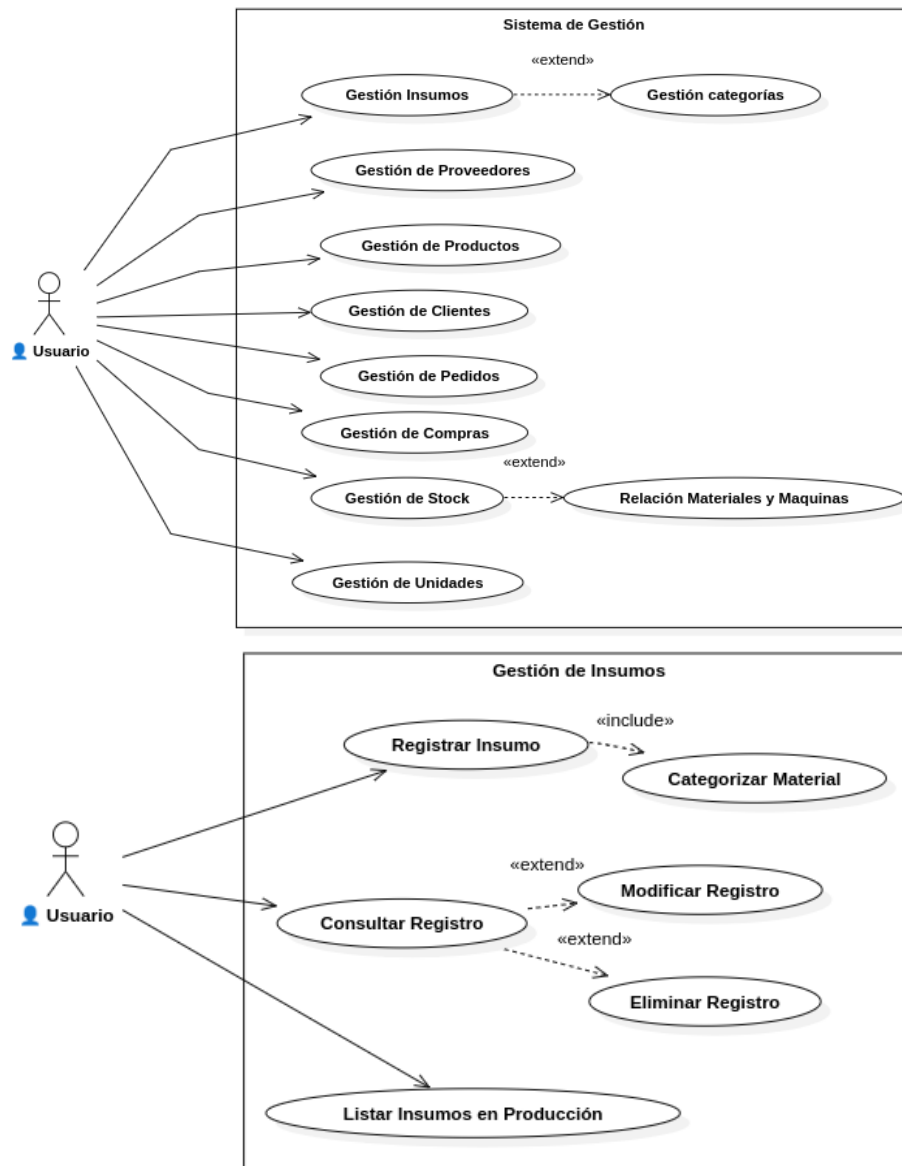 Sistema de Gestión
«extend»
Gestión Insumos
Gestión categorías
Gestión de Proveedores
Gestión de Productos
Gestión de Clientes
Usuario
Gestión de Pedidos
Gestión de Compras
«extend»
Gestión de Stock
Relación Materiales y Maquinas
Gestión de Unidades
Gestión de Insumos
«include»
Registrar Insumo
Categorizar Material
«extend»
Modificar Registro
Usuario
Consultar Registro
«extend»
Eliminar Registro
Listar Insumos en Producción